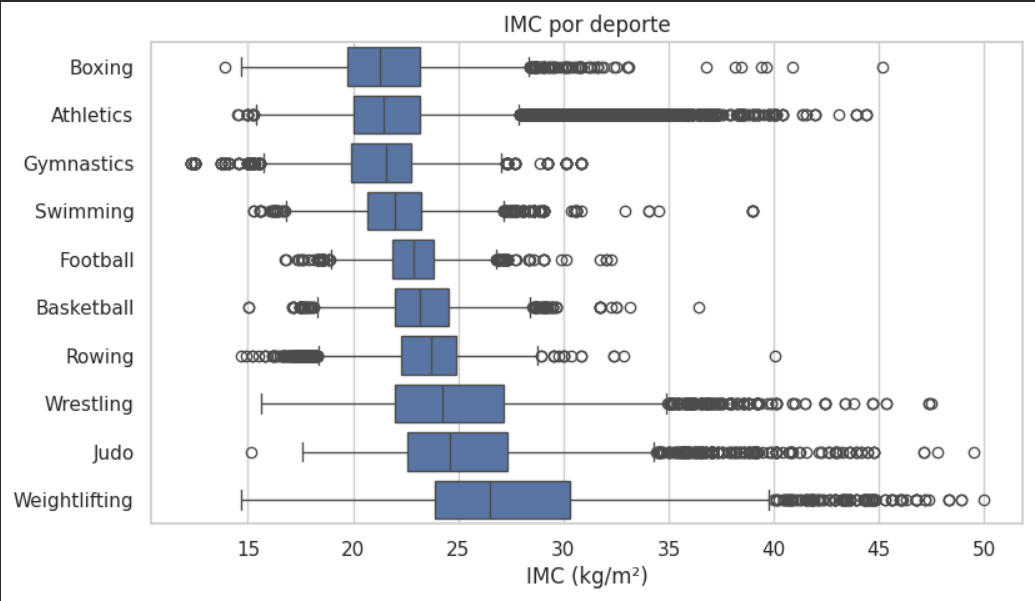 IMC por deporte
Boxing
Athletics
Gymnastics
Swimming
Football
Basketball
Rowing
Wrestling
Judo
Weightlifting
15 20 25 30 35 40 45 50
IMC (kg/m²)